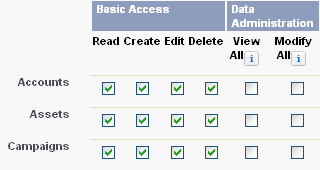 Basic Access
Data
Administration
Read Create Edit Delete View
All i
Modify
All i
Accounts
Assets
Campaigns